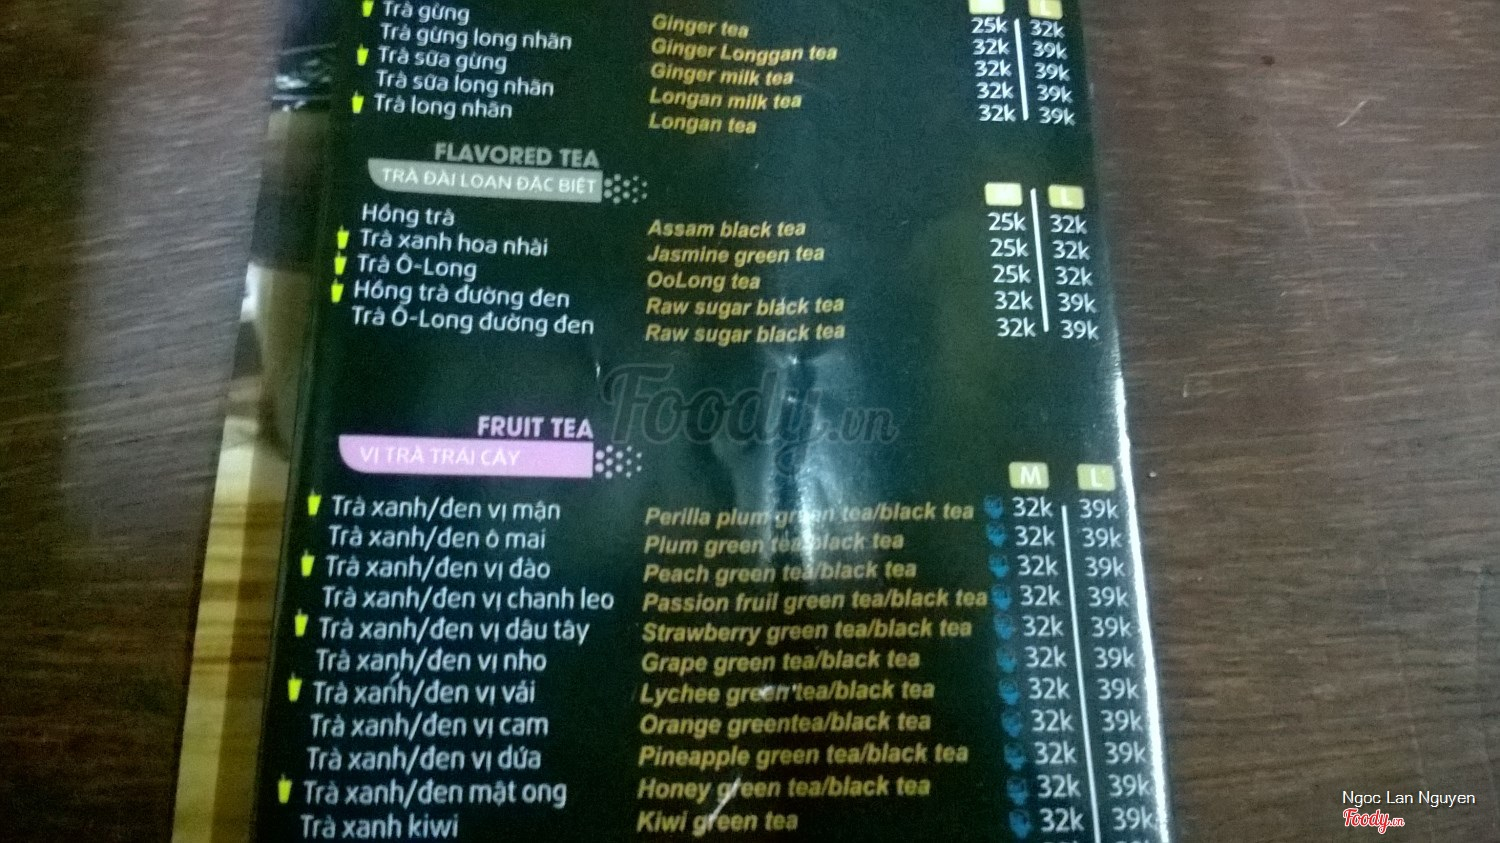 Trà gừng Ginger tea 25k 32k
Trà gừng long nhãn Ginger Longgan tea 32k 39k
Trà sữa gừng Ginger milk tea 32k 39k
Trà sữa long nhãn Longan milk tea 32k 39k
Trà long nhãn Longan tea 32k 39k
FLAVORED TEA
TRÀ ĐÀI LOAN ĐẶC BIỆT M L
Hồng trà Assam black tea 25k 32k
Trà xanh hoa nhài Jasmine green tea 25k 32k
Trà Ô-Long OoLong tea 25k 32k
Hồng trà đường đen Raw sugar black tea 32k 39k
Trà Ô-Long đường đen Raw sugar black tea 32k 39k
Foody.vn
FRUIT TEA
VỊ TRÀ TRÁI CÂY M L
Trà xanh/đen vị mận Perilla plum green tea/black tea 32k 39k
Trà xanh/đen ô mai Plum green tea/black tea 32k 39k
Trà xanh/đen vị đào Peach green tea/black tea 32k 39k
Trà xanh/đen vị chanh leo Passion fruil green tea/black tea 32k 39k
Trà xanh/đen vị dâu tây Strawberry green tea/black tea 32k 39k
Trà xanh/đen vị nho Grape green tea/black tea 32k 39k
Trà xanh/đen vị vải Lychee green tea/black tea 32k 39k
Trà xanh/đen vị cam Orange greentea/black tea 32k 39k
Trà xanh/đen vị dứa Pineapple green tea/black tea 32k 39k
Trà xanh/đen mật ong Honey green tea/black tea 32k 39k
Trà xanh kiwi Kiwi green tea 32k 39k
Ngoc Lan Nguyen
Foody.vn